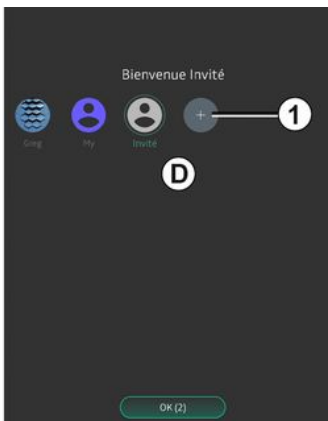 Bienvenue Invité
+ 1
Greg My Invité
D
OK (2)